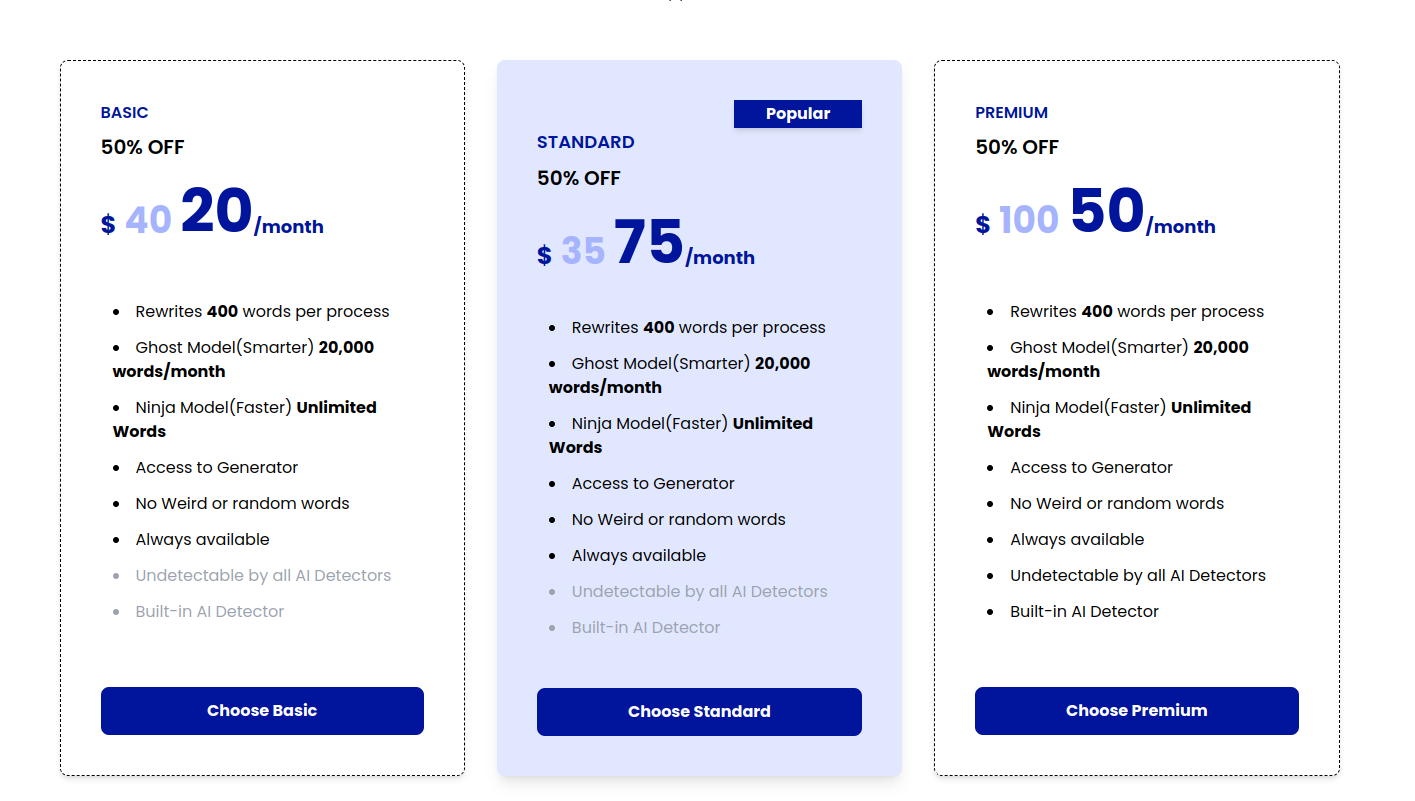 BASIC
50% OFF
$ 40 20/month
• Rewrites 400 words per process
• Ghost Model(Smarter) 20,000
words/month
• Ninja Model(Faster) Unlimited
Words
• Access to Generator
• No Weird or random words
• Always available
• Undetectable by all AI Detectors
• Built-in AI Detector
Choose Basic
Popular
STANDARD
50% OFF
$ 35 75/month
• Rewrites 400 words per process
• Ghost Model(Smarter) 20,000
words/month
• Ninja Model(Faster) Unlimited
Words
• Access to Generator
• No Weird or random words
• Always available
• Undetectable by all AI Detectors
• Built-in AI Detector
Choose Standard
PREMIUM
50% OFF
$ 100 50/month
• Rewrites 400 words per process
• Ghost Model(Smarter) 20,000
words/month
• Ninja Model(Faster) Unlimited
Words
• Access to Generator
• No Weird or random words
• Always available
• Undetectable by all AI Detectors
• Built-in AI Detector
Choose Premium